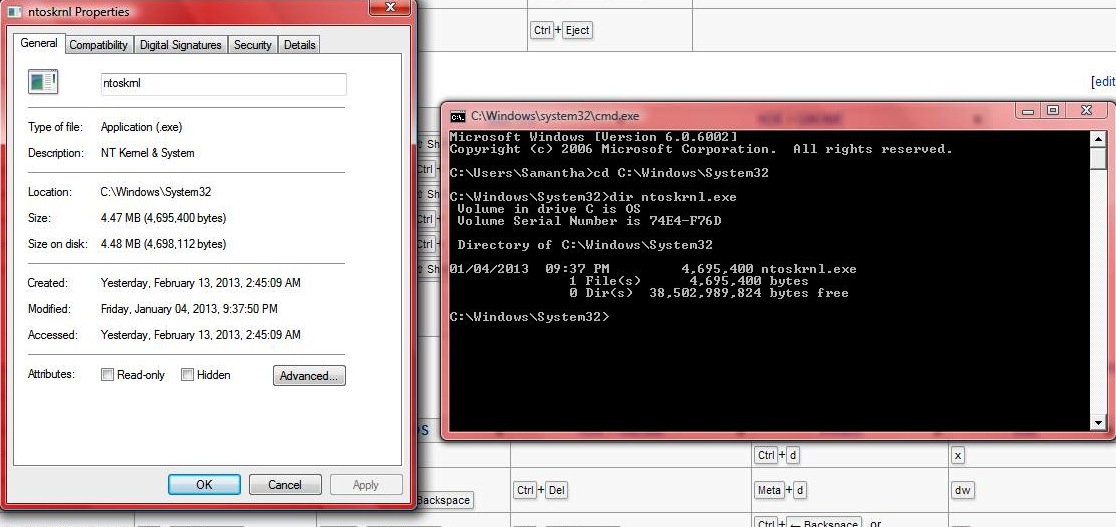 ntoskrnl Properties
General Compatibility Digital Signatures Security Details
ntoskrnl
Type of file: Application (.exe)
Description: NT Kernel & System
Location: C:\Windows\System32
Size: 4.47 MB (4,695,400 bytes)
Size on disk: 4.48 MB (4,698,112 bytes)
Created: Yesterday, February 13, 2013, 2:45:09 AM
Modified: Friday, January 04, 2013, 9:37:50 PM
Accessed: Yesterday, February 13, 2013, 2:45:09 AM
Attributes: Read-only Hidden Advanced...
OK Cancel Apply
Ctrl + Eject
[edit
C:\Windows\system32\cmd.exe
Microsoft Windows [Version 6.0.6002]
Copyright (c) 2006 Microsoft Corporation. All rights reserved.
C:\Users\Samantha>cd C:\Windows\System32
C:\Windows\System32>dir ntoskrnl.exe
Volume in drive C is OS
Volume Serial Number is 74E4-F76D
Directory of C:\Windows\System32
01/04/2013 09:37 PM 4,695,400 ntoskrnl.exe
1 File(s) 4,695,400 bytes
0 Dir(s) 38,502,989,824 bytes free
C:\Windows\System32>
Sh
Ctrl
Sh
Ctrl+
Ctrl+
Sh
OS
Ctrl + d x
Backspace Ctrl + Del Meta + d dw
Ctrl + ← Backspace or